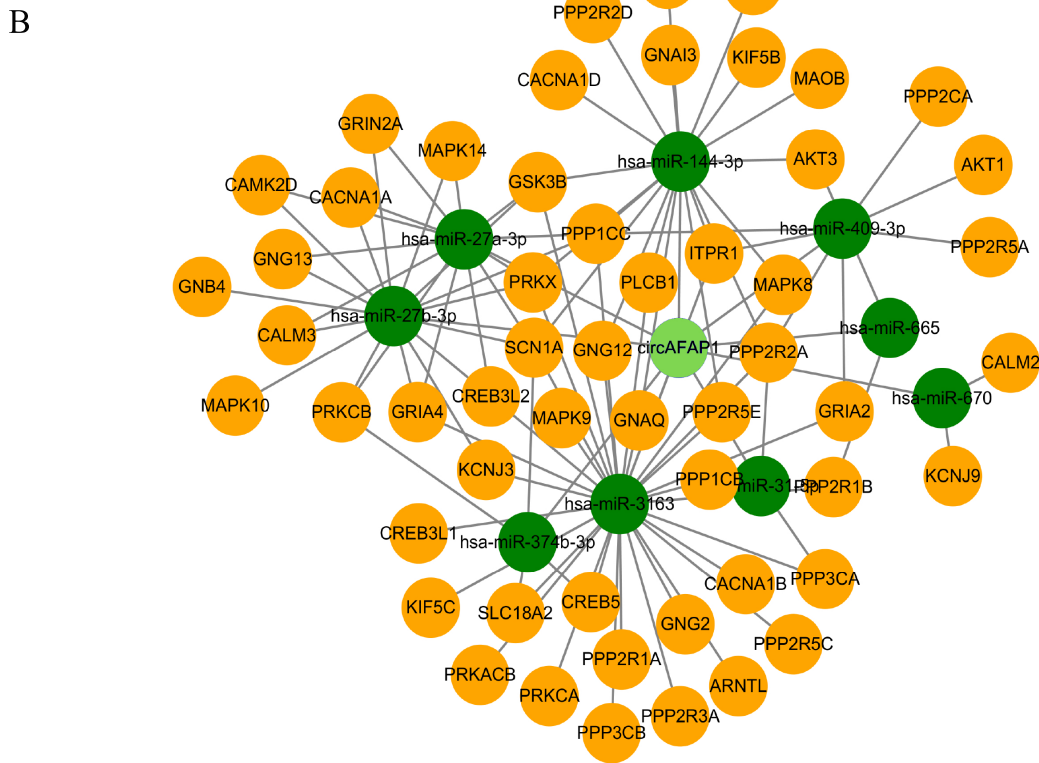 B
PPP2R2D
GNAI3
KIF5B
CACNA1D
MAOB
PPP2CA
GRIN2A
MAPK14
hsa-miR-144-3p
AKT3
AKT1
GSK3B
CAMK2D
CACNA1A
hsa-miR-27a-3p
PPP1CC
hsa-miR-409-3p
PPP2R5A
GNG13
ITPR1
GNB4
PRKX
PLCB1
MAPK8
hsa-miR-27b-3p
hsa-miR-665
CALM3
SCN1A
GNG12
circAFAP1
PPP2R2A
CALM2
MAPK10
PRKCB
GRIA4
CREB3L2
MAPK9
GNAQ
PPP2R5E
GRIA2
hsa-miR-670
KCNJ3
PPP1CB
PPP2R1B
KCNJ9
hsa-miR-3163
CREB3L1
hsa-miR-374b-3p
KIF5C
SLC18A2
CREB5
CACNA1B
PPP3CA
GNG2
PPP2R5C
PRKACB
PPP2R1A
PRKCA
ARNTL
PPP3CB
PPP2R3A